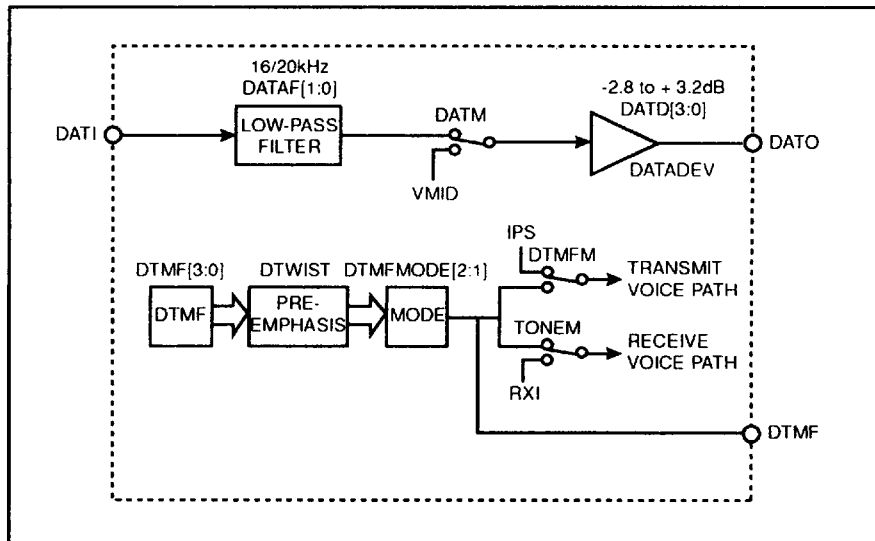 16/20kHz
DATAF[1:0]
-2.8 to + 3.2dB
DATD[3:0]
DATM
DATI
LOW-PASS
FILTER
DATO
VMID
DATADEV
IPS
DTMFM
DTMF[3:0]
DTWIST
DTMFMODE[2:1]
TRANSMIT
VOICE PATH
DTMF
PRE-
EMPHASIS
MODE
TONEM
RECEIVE
VOICE PATH
RXI
DTMF